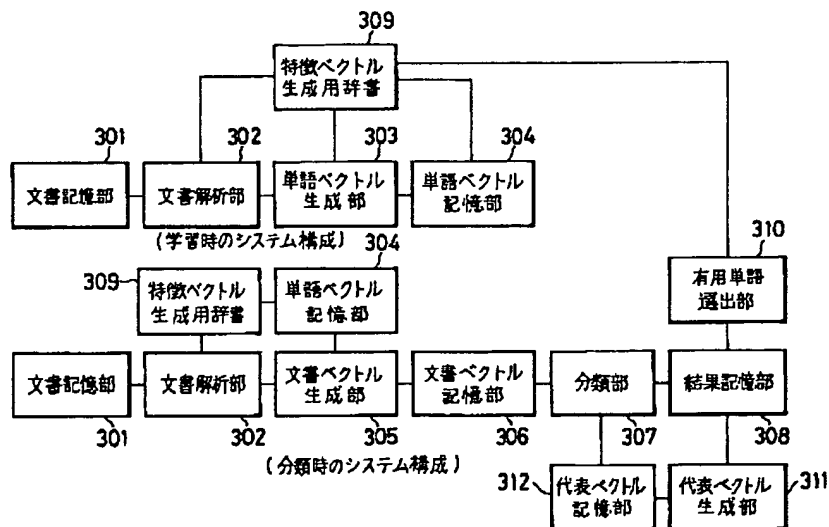 309
特徴ベクトル
生成用辞書
301
302
303
304
文書記憶部
文書解析部
単語ベクトル
生成部
単語ベクトル
記憶部
(学習時のシステム構成)
304
310
309
特徴ベクトル
生成用辞書
単語ベクトル
記憶部
有用単語
選出部
文書記憶部
文書解析部
文書ベクトル
生成部
文書ベクトル
記憶部
分類部
結果記憶部
301
302
305
306
307
308
(分類時のシステム構成)
312
代表ベクトル
記憶部
代表ベクトル
生成部
311